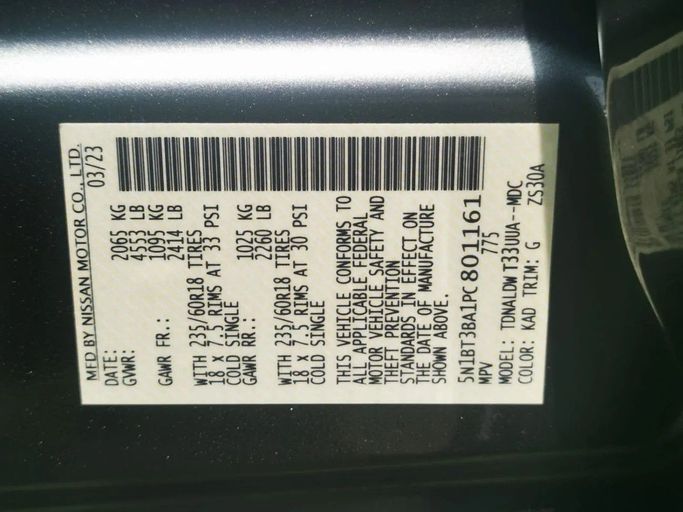 MFD BY NISSAN MOTOR CO., LTD.
DATE: 03/23
GVWR: 2065 KG
4553 LB
GAWR FR.: 1095 KG
2414 LB
WITH 235/60R18 TIRES
18 x 7.5 RIMS AT 33 PSI
COLD SINGLE
GAWR RR.: 1025 KG
2260 LB
WITH 235/60R18 TIRES
18 x 7.5 RIMS AT 30 PSI
COLD SINGLE
THIS VEHICLE CONFORMS TO
ALL APPLICABLE FEDERAL
MOTOR VEHICLE SAFETY AND
THEFT PREVENTION
STANDARDS IN EFFECT ON
THE DATE OF MANUFACTURE
SHOWN ABOVE.
5N1BT3BA1PC801161
MPV 775
MODEL: TDNALDW T33UUA--MDC
COLOR: KAD TRIM: G ZS30A